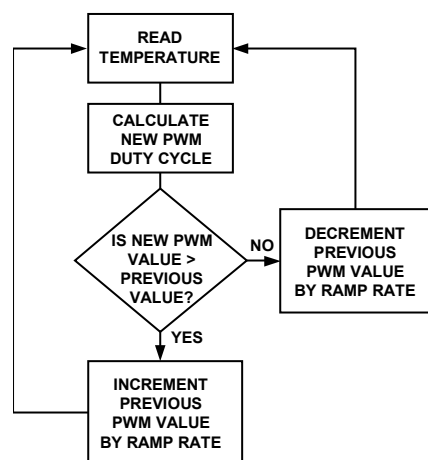 READ
TEMPERATURE
CALCULATE
NEW PWM
DUTY CYCLE
IS NEW PWM
VALUE >
PREVIOUS
VALUE?
NO
DECREMENT
PREVIOUS
PWM VALUE
BY RAMP RATE
YES
INCREMENT
PREVIOUS
PWM VALUE
BY RAMP RATE